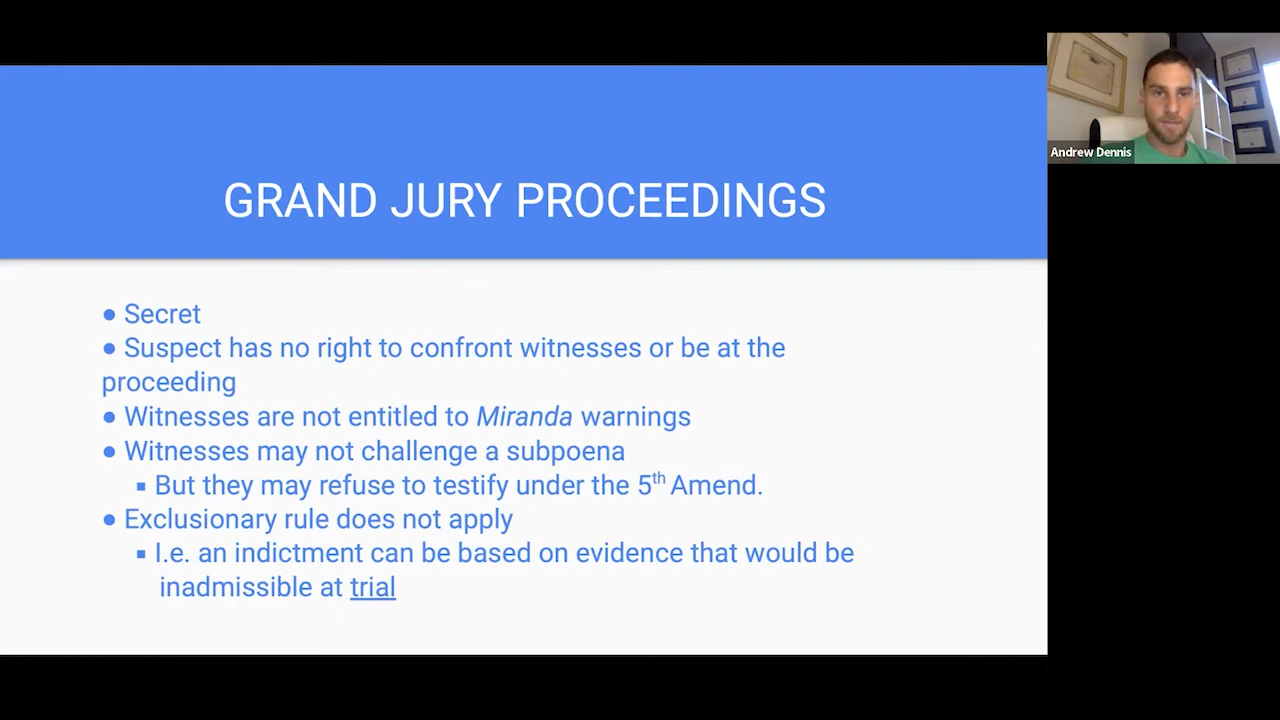 GRAND JURY PROCEEDINGS
● Secret
● Suspect has no right to confront witnesses or be at the
proceeding
● Witnesses are not entitled to Miranda warnings
● Witnesses may not challenge a subpoena
▪ But they may refuse to testify under the 5th Amend.
● Exclusionary rule does not apply
▪ I.e. an indictment can be based on evidence that would be
inadmissible at trial
Andrew Dennis